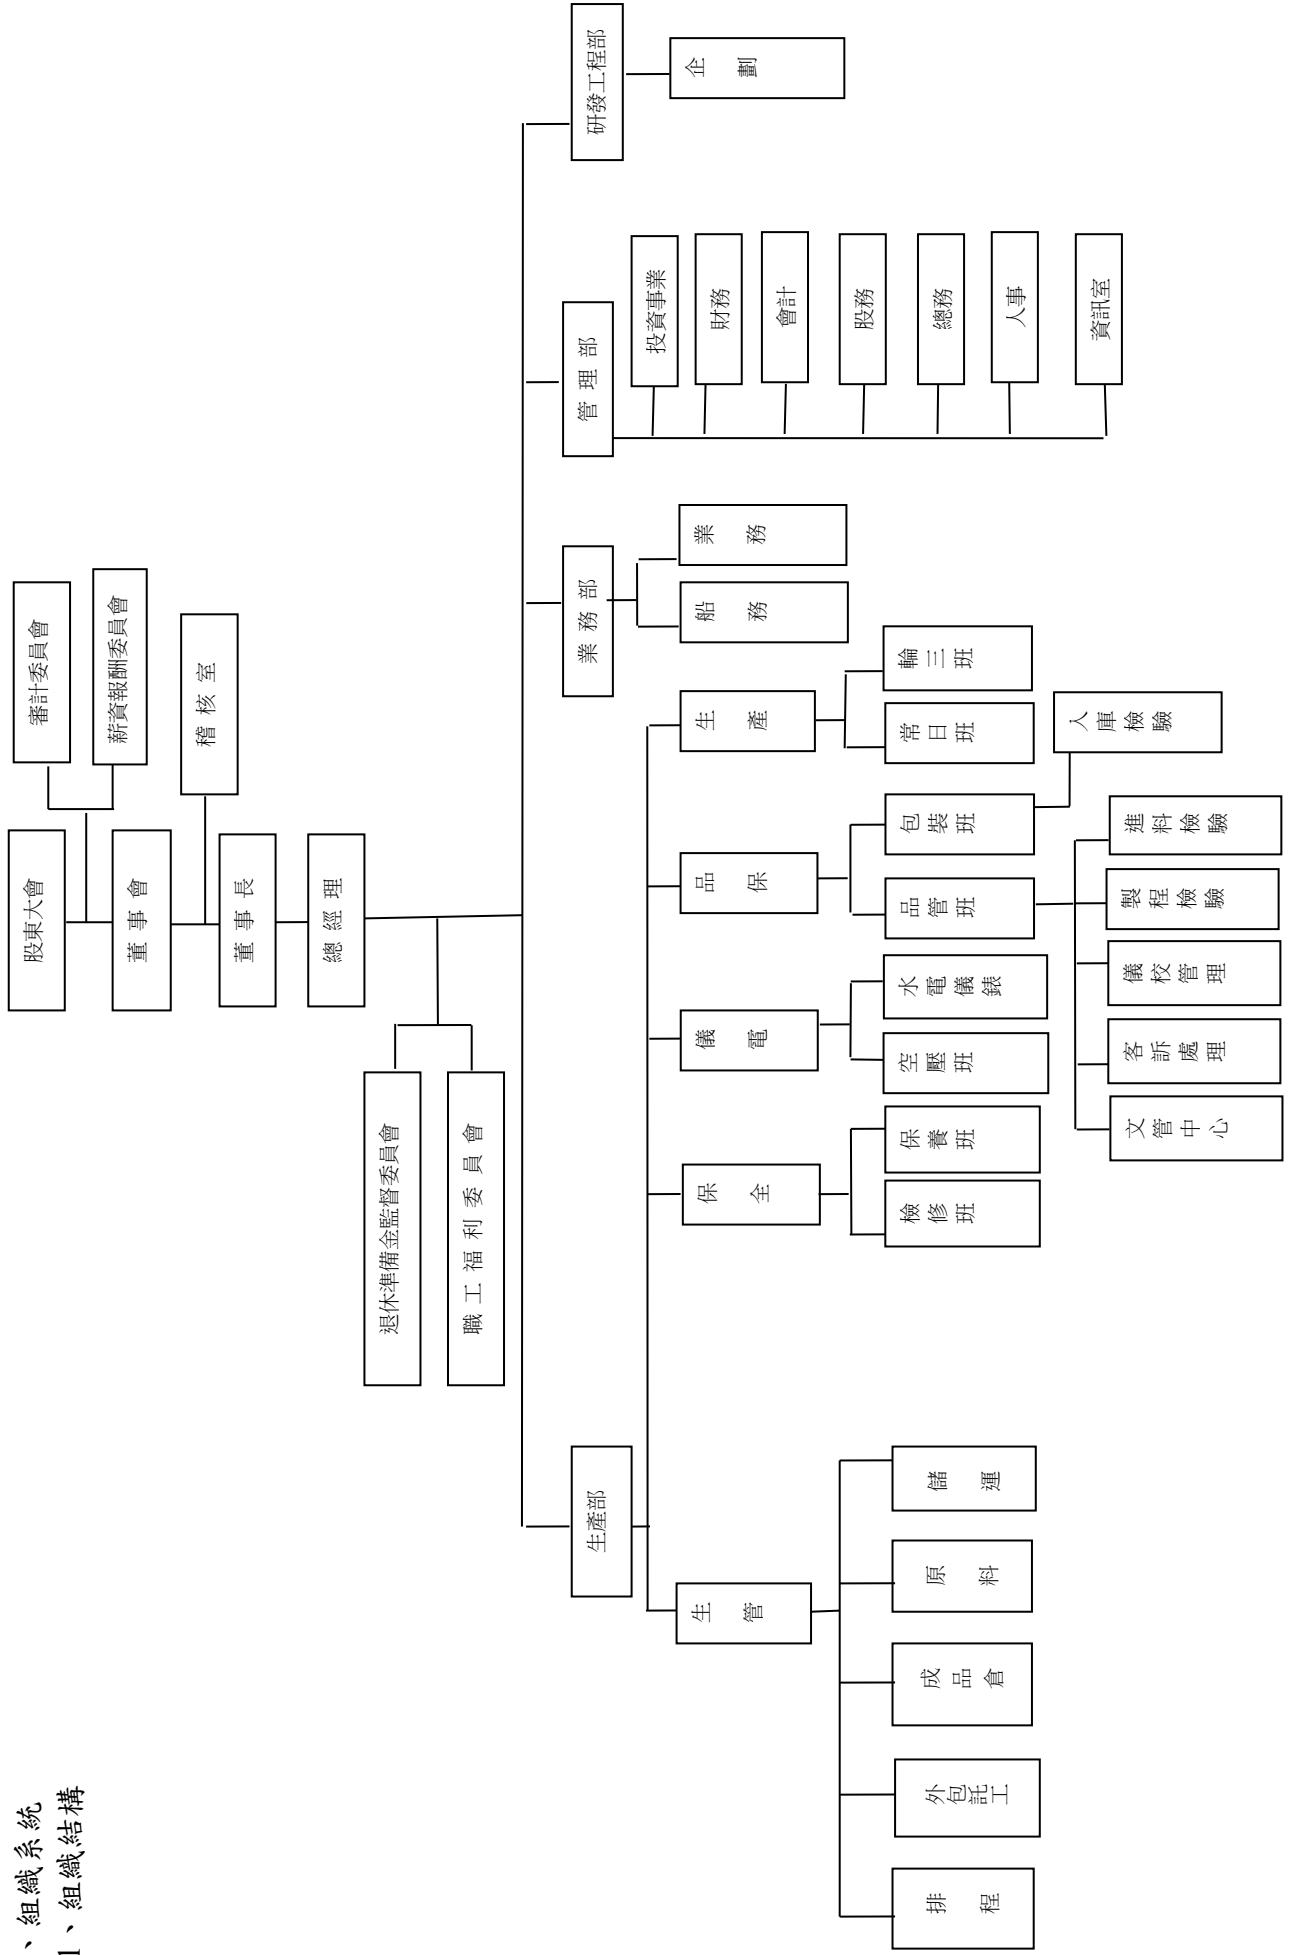 、組織系統
1、組織結構
股東大會
審計委員會
薪資報酬委員會
董事會
稽核室
董事長
總經理
退休準備金監督委員會
職工福利委員會
生產部
業務部
管理部
研發工程部
生管
保全
儀電
品保
生產
船務
業務
投資事業
財務
會計
股務
總務
人事
資訊室
企劃
排程
外包託工
成品倉
原料
儲運
檢修班
保養班
空壓班
水電儀錶
品管班
包裝班
常日班
輪三班
文管中心
客訴處理
儀校管理
製程檢驗
進料檢驗
入庫檢驗